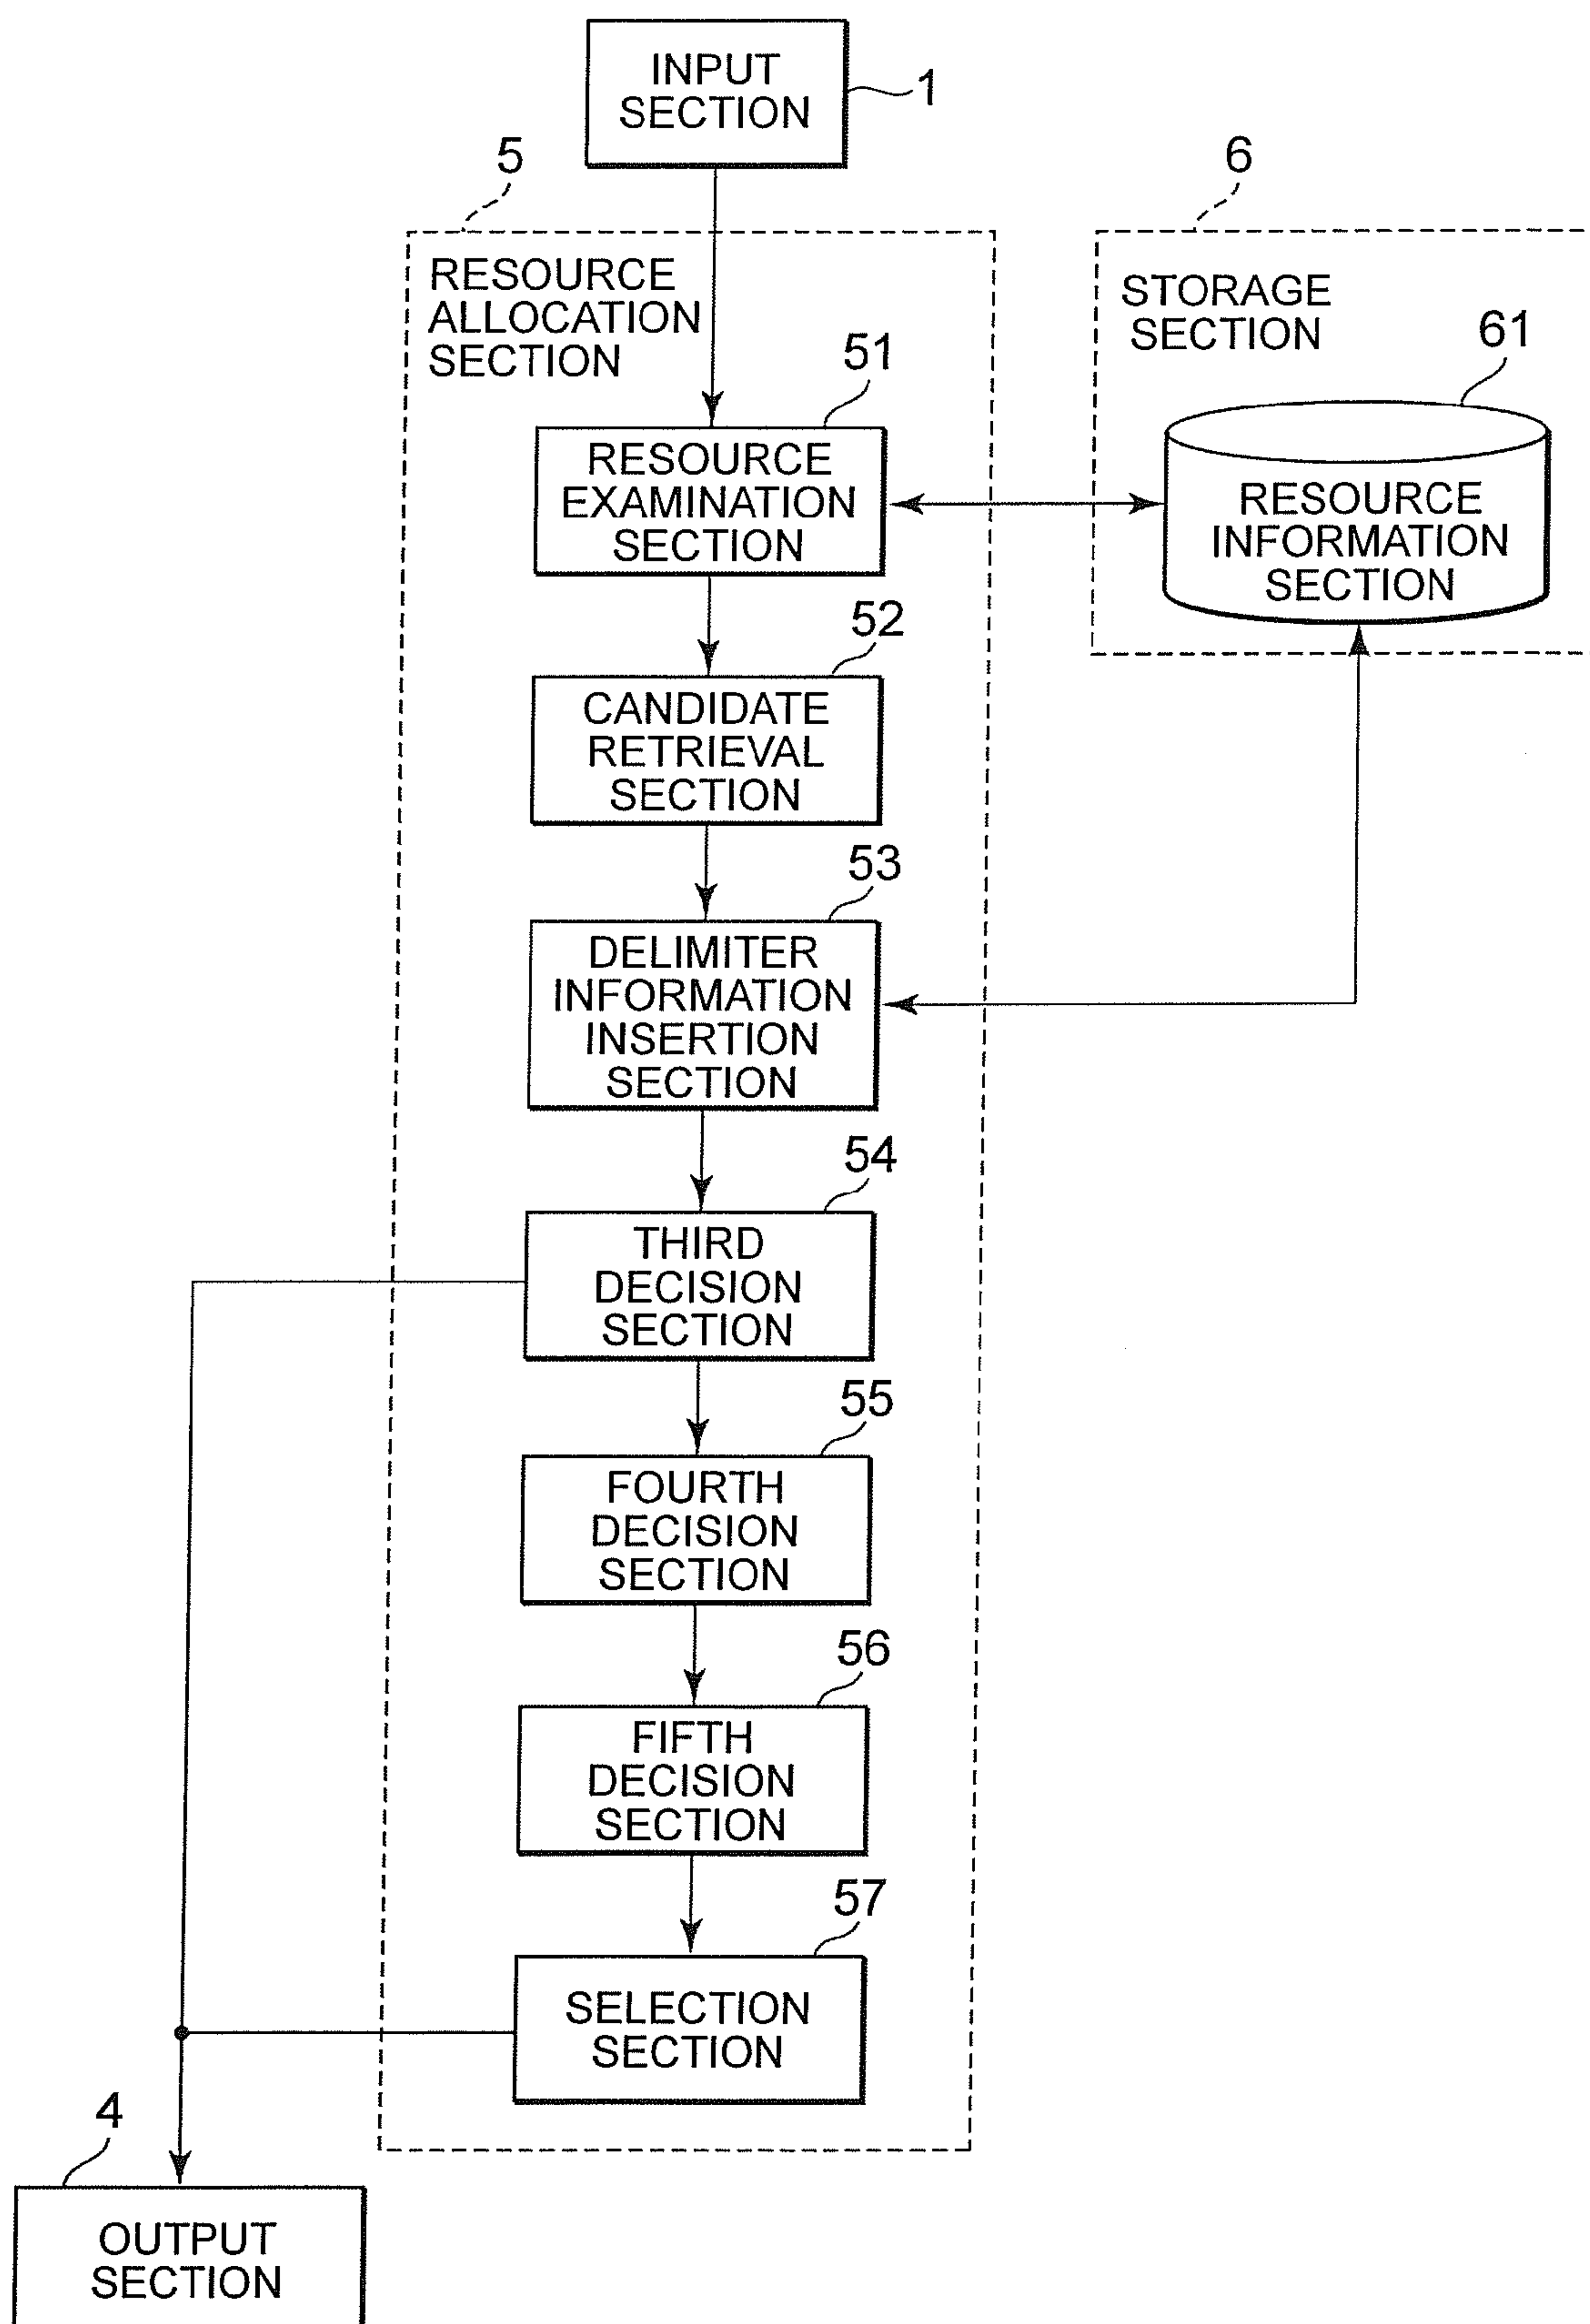 INPUT
SECTION
1
5
6
RESOURCE
ALLOCATION
SECTION
STORAGE
SECTION
51
61
RESOURCE
EXAMINATION
SECTION
RESOURCE
INFORMATION
SECTION
52
CANDIDATE
RETRIEVAL
SECTION
53
DELIMITER
INFORMATION
INSERTION
SECTION
54
THIRD
DECISION
SECTION
55
FOURTH
DECISION
SECTION
56
FIFTH
DECISION
SECTION
57
SELECTION
SECTION
4
OUTPUT
SECTION